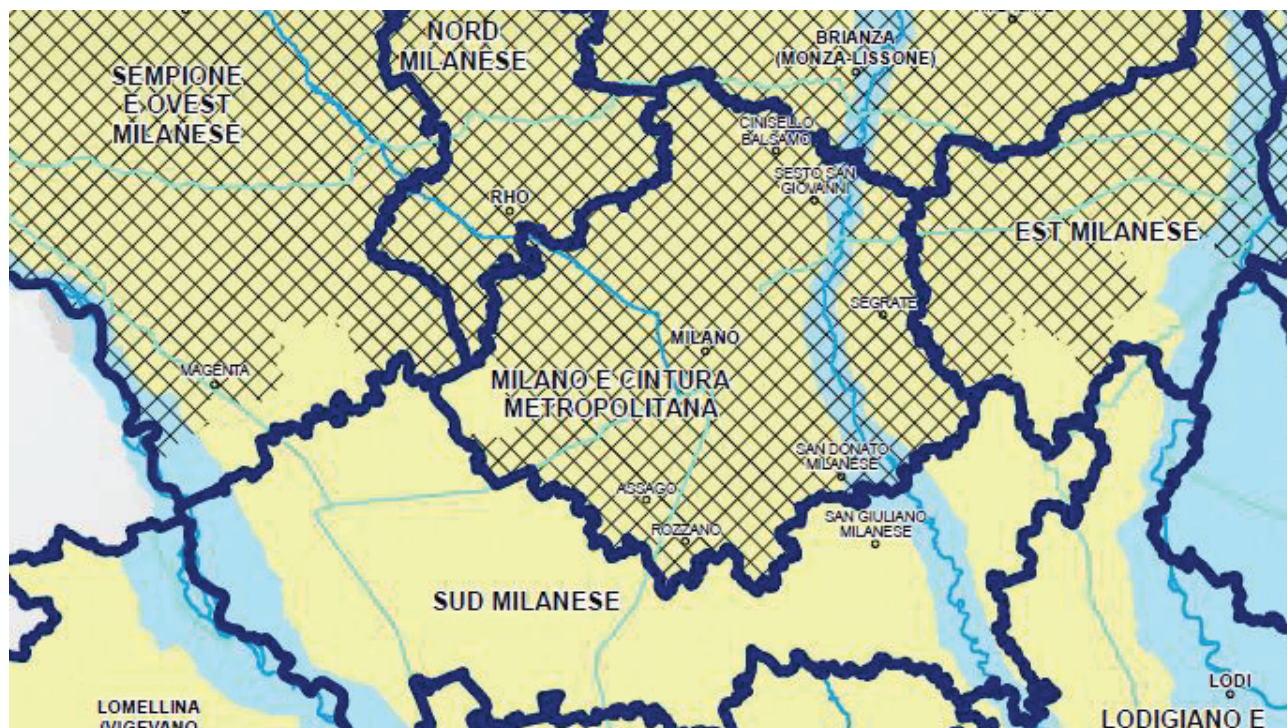 NORD
MILANESE
BRIANZA
(MONZA-LISSONE)
SEMPIONE
E OVEST
MILANESE
CINISELLO
BALSAMO
SESTO SAN
GIOVANNI
RHO
EST MILANESE
SEGRATE
MILANO
MAGENTA
MILANO E CINTURA
METROPOLITANA
SAN DONATO
MILANESE
ASSAGO
ROZZANO
SAN GIULIANO
MILANESE
SUD MILANESE
LODI
LOMELLINA
(VIGEVANO
LODIGIANO E